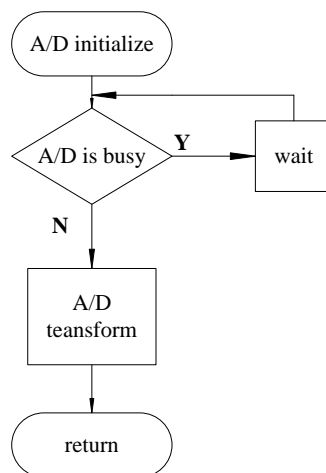 A/D initialize
A/D is busy
Y
wait
N
A/D
teansform
return